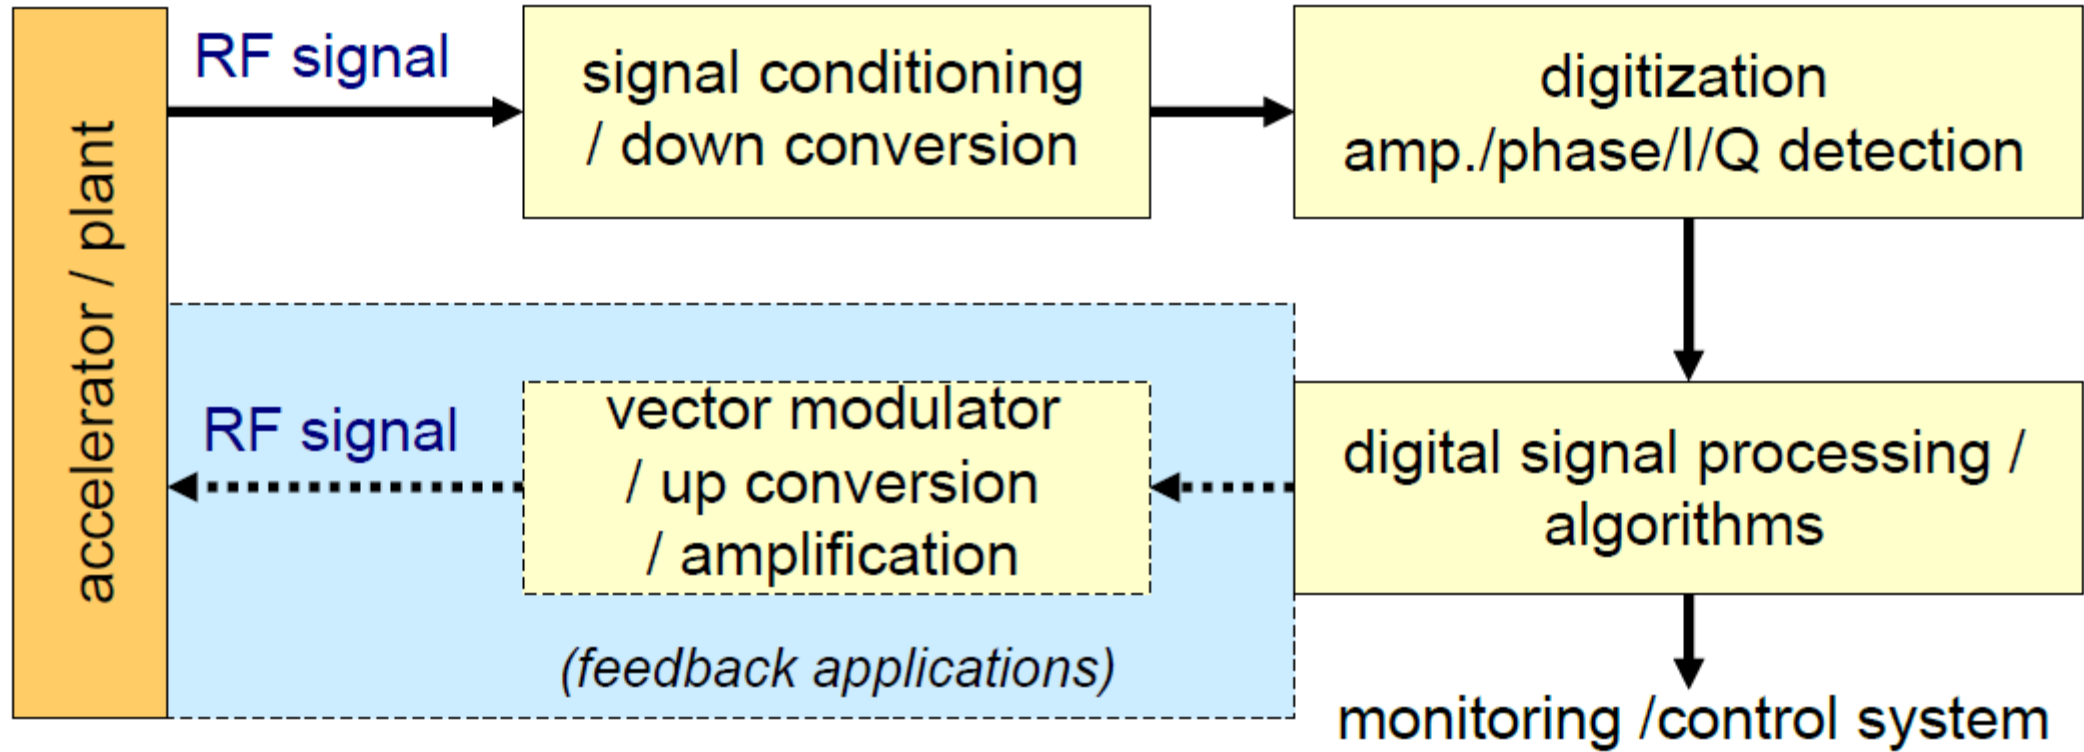 accelerator / plant
RF signal
signal conditioning
/ down conversion
digitization
amp./phase/I/Q detection
RF signal
vector modulator
/ up conversion
/ amplification
(feedback applications)
digital signal processing /
algorithms
monitoring /control system